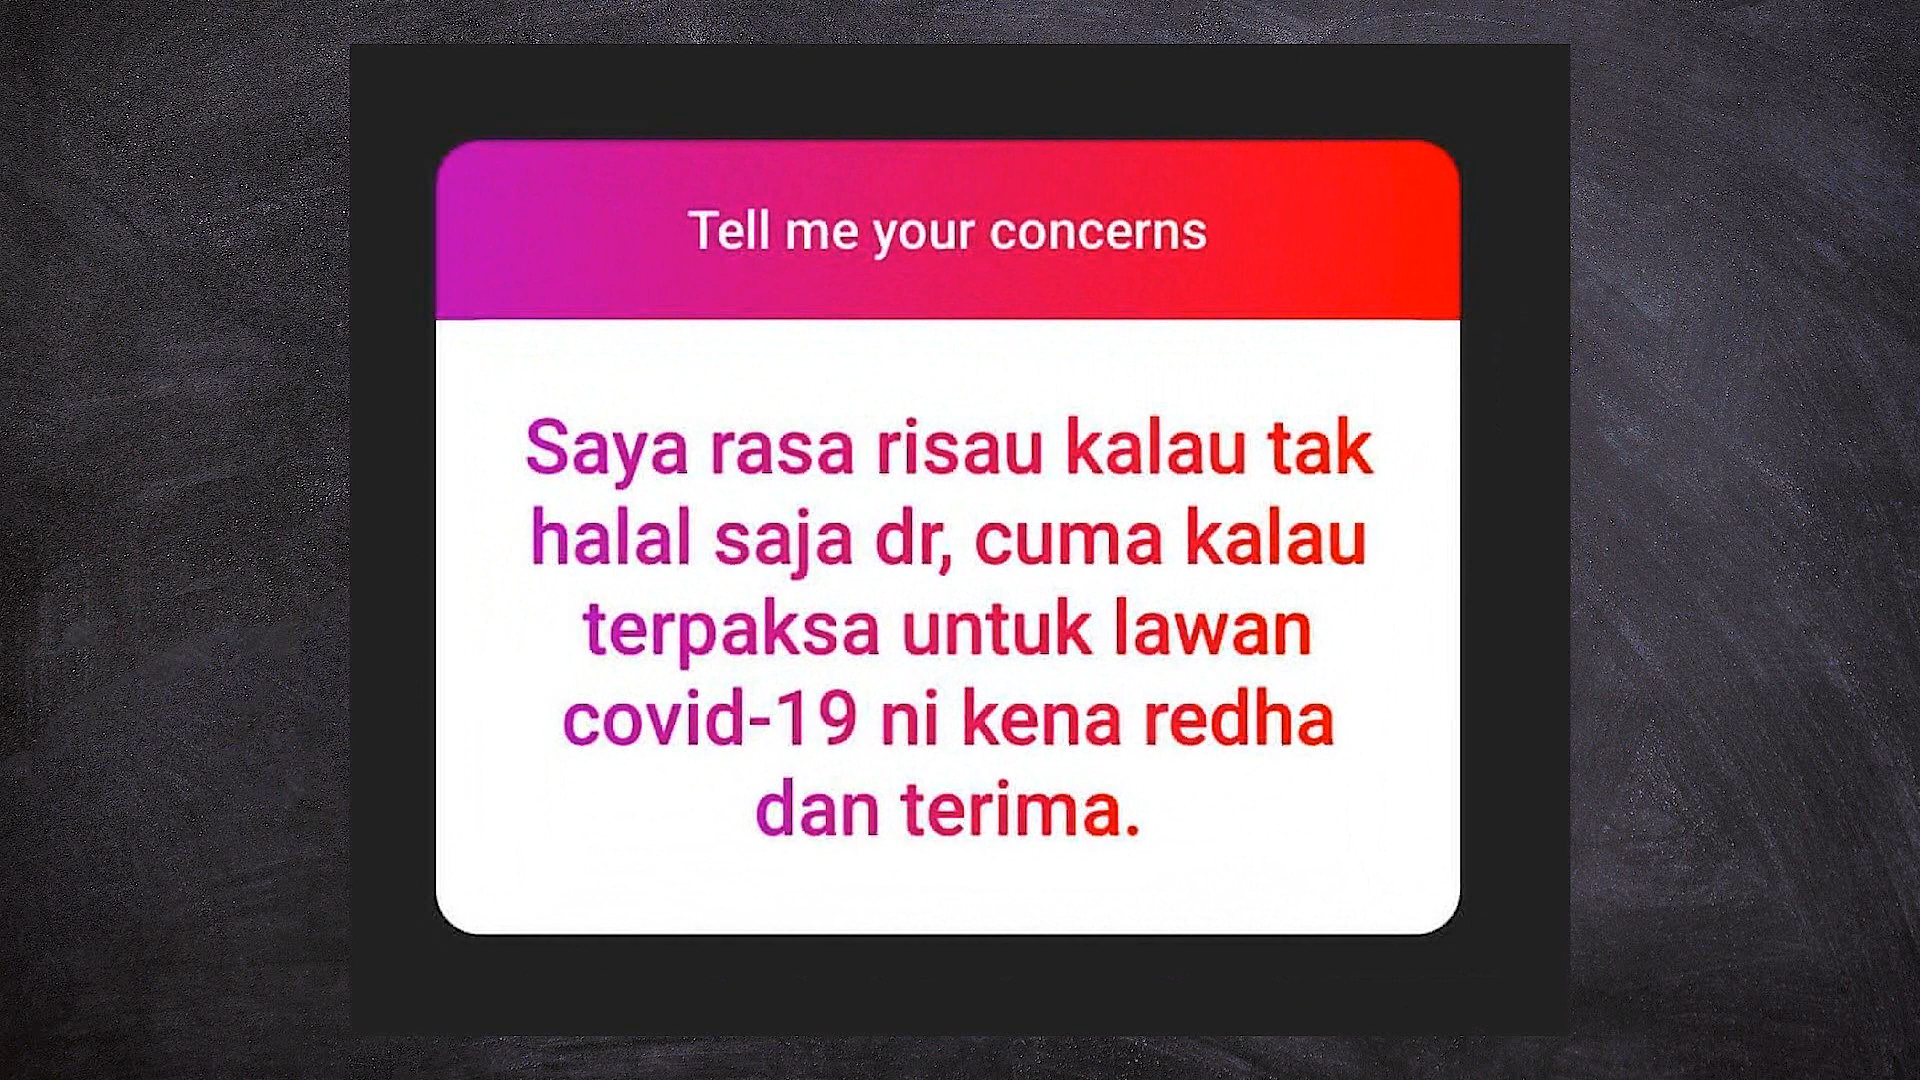 Tell me your concerns
Saya rasa risau kalau tak
halal saja dr, cuma kalau
terpaksa untuk lawan
covid-19 ni kena redha
dan terima.